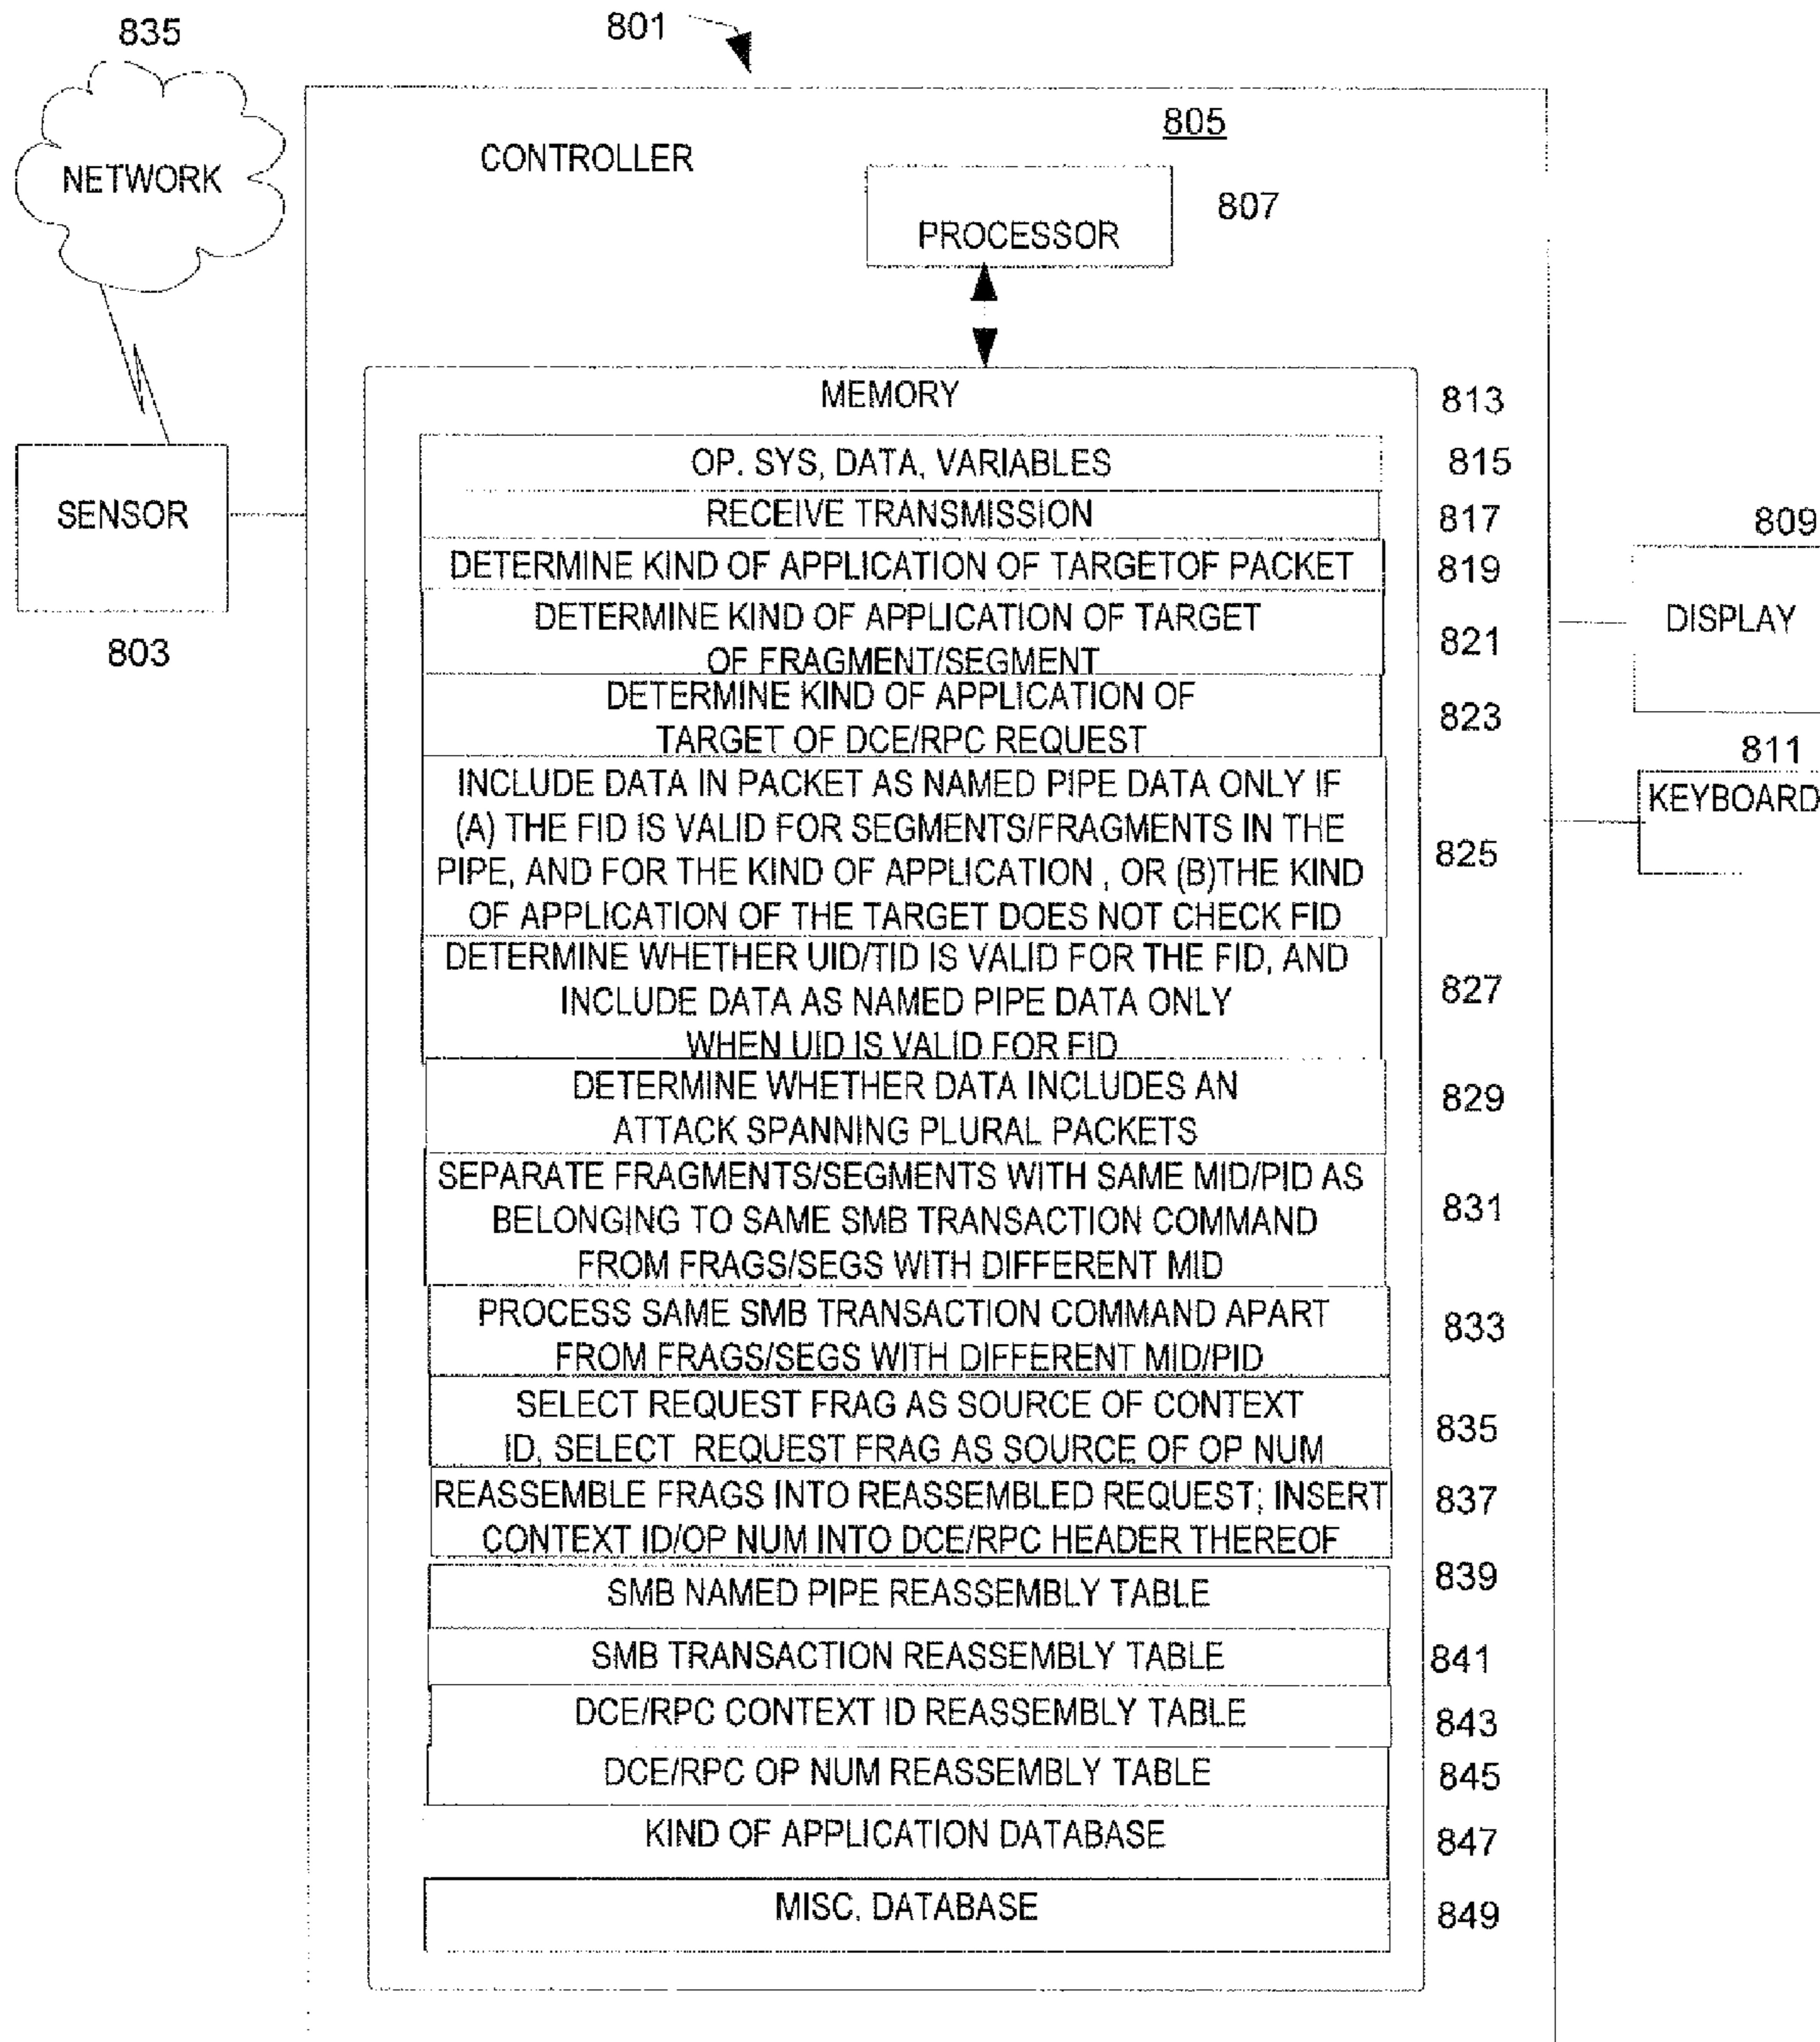 835
801
805
CONTROLLER
NETWORK
807
PROCESSOR
MEMORY
813
OP. SYS, DATA, VARIABLES
815
SENSOR
803
RECEIVE TRANSMISSION
817
809
DISPLAY
DETERMINE KIND OF APPLICATION OF TARGETOF PACKET
819
DETERMINE KIND OF APPLICATION OF TARGET
OF FRAGMENT/SEGMENT
821
DETERMINE KIND OF APPLICATION OF
TARGET OF DCE/RPC REQUEST
823
811
KEYBOARD
INCLUDE DATA IN PACKET AS NAMED PIPE DATA ONLY IF
(A) THE FID IS VALID FOR SEGMENTS/FRAGMENTS IN THE
PIPE, AND FOR THE KIND OF APPLICATION , OR (B)THE KIND
OF APPLICATION OF THE TARGET DOES NOT CHECK FID
825
DETERMINE WHETHER UID/TID IS VALID FOR THE FID, AND
INCLUDE DATA AS NAMED PIPE DATA ONLY
WHEN UID IS VALID FOR FID
827
DETERMINE WHETHER DATA INCLUDES AN
ATTACK SPANNING PLURAL PACKETS
829
SEPARATE FRAGMENTS/SEGMENTS WITH SAME MID/PID AS
BELONGING TO SAME SMB TRANSACTION COMMAND
FROM FRAGS/SEGS WITH DIFFERENT MID
831
PROCESS SAME SMB TRANSACTION COMMAND APART
FROM FRAGS/SEGS WITH DIFFERENT MID/PID
833
SELECT REQUEST FRAG AS SOURCE OF CONTEXT
ID, SELECT REQUEST FRAG AS SOURCE OF OP NUM
835
REASSEMBLE FRAGS INTO REASSEMBLED REQUEST; INSERT
CONTEXT ID/OP NUM INTO DCE/RPC HEADER THEREOF
837
SMB NAMED PIPE REASSEMBLY TABLE
839
SMB TRANSACTION REASSEMBLY TABLE
841
DCE/RPC CONTEXT ID REASSEMBLY TABLE
843
DCE/RPC OP NUM REASSEMBLY TABLE
845
KIND OF APPLICATION DATABASE
847
MISC. DATABASE
849